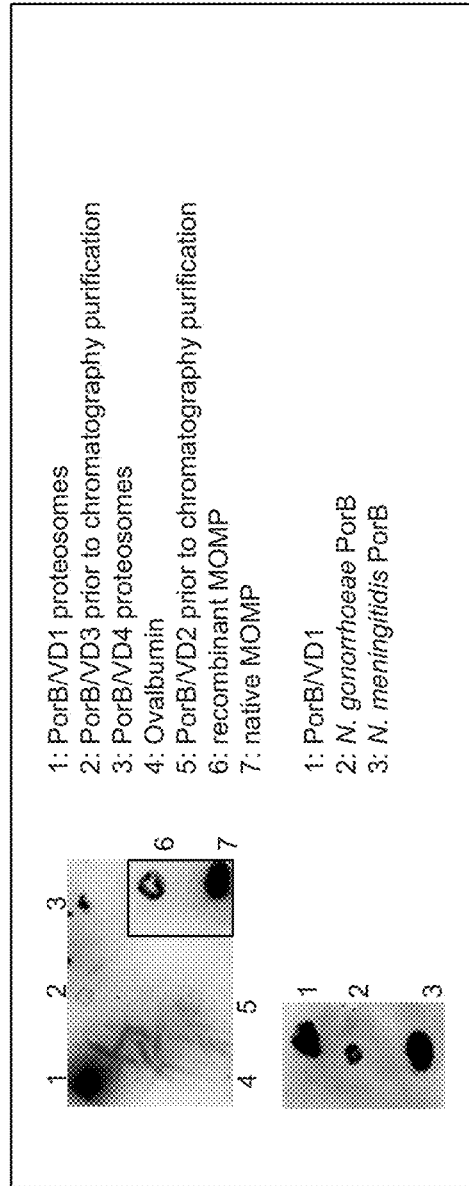 1
2
3
6
7
4
5
1: PorB/VD1 proteosomes
2: PorB/VD3 prior to chromatography purification
3: PorB/VD4 proteosomes
4: Ovalbumin
5: PorB/VD2 prior to chromatography purification
6: recombinant MOMP
7: native MOMP
1
2
3
1: PorB/VD1
2: N. gonorrhoeae PorB
3: N. meningitidis PorB